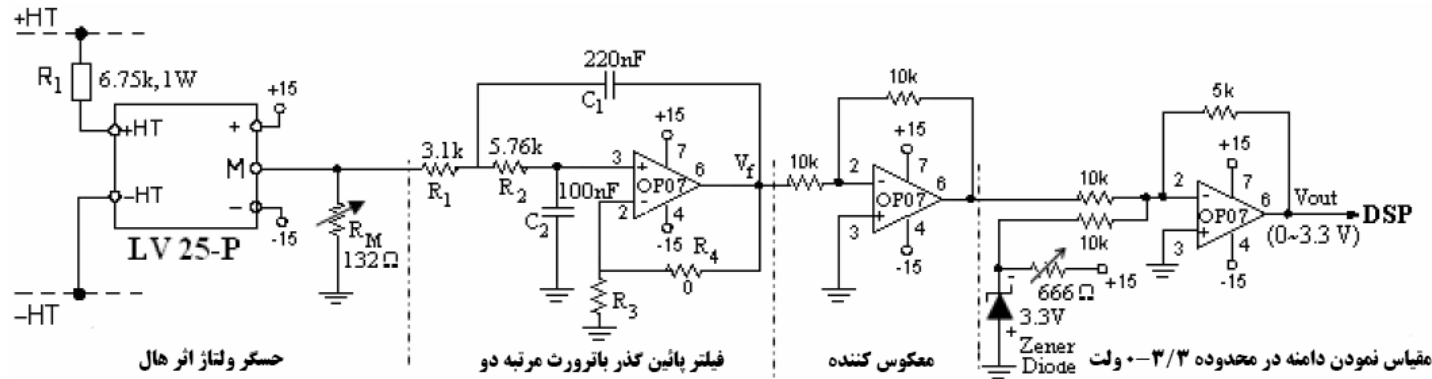 +HT
R1
6.75k,1W
+15
+HT
+
M
-HT
-
-15
LV 25-P
RM
132Ω
-HT
حسگر ولتاژ اثر هال
220nF
C1
3.1k
R1
5.76k
R2
100nF
C2
+15
7
3
+
6
OP07
2
-
4
-15
R4
0
R3
Vf
فیلتر پائین گذر باترورث مرتبه دو
10k
10k
+15
7
2
-
6
OP07
+
3
4
-15
معکوس کننده
5k
+15
10k
10k
7
2
-
6
OP07
+
3
4
-15
Vout
DSP
(0~3.3 V)
666Ω
+15
-
3.3V
+
Zener
Diode
مقیاس نمودن دامنه در محدوده ۳/۳-۰ ولت